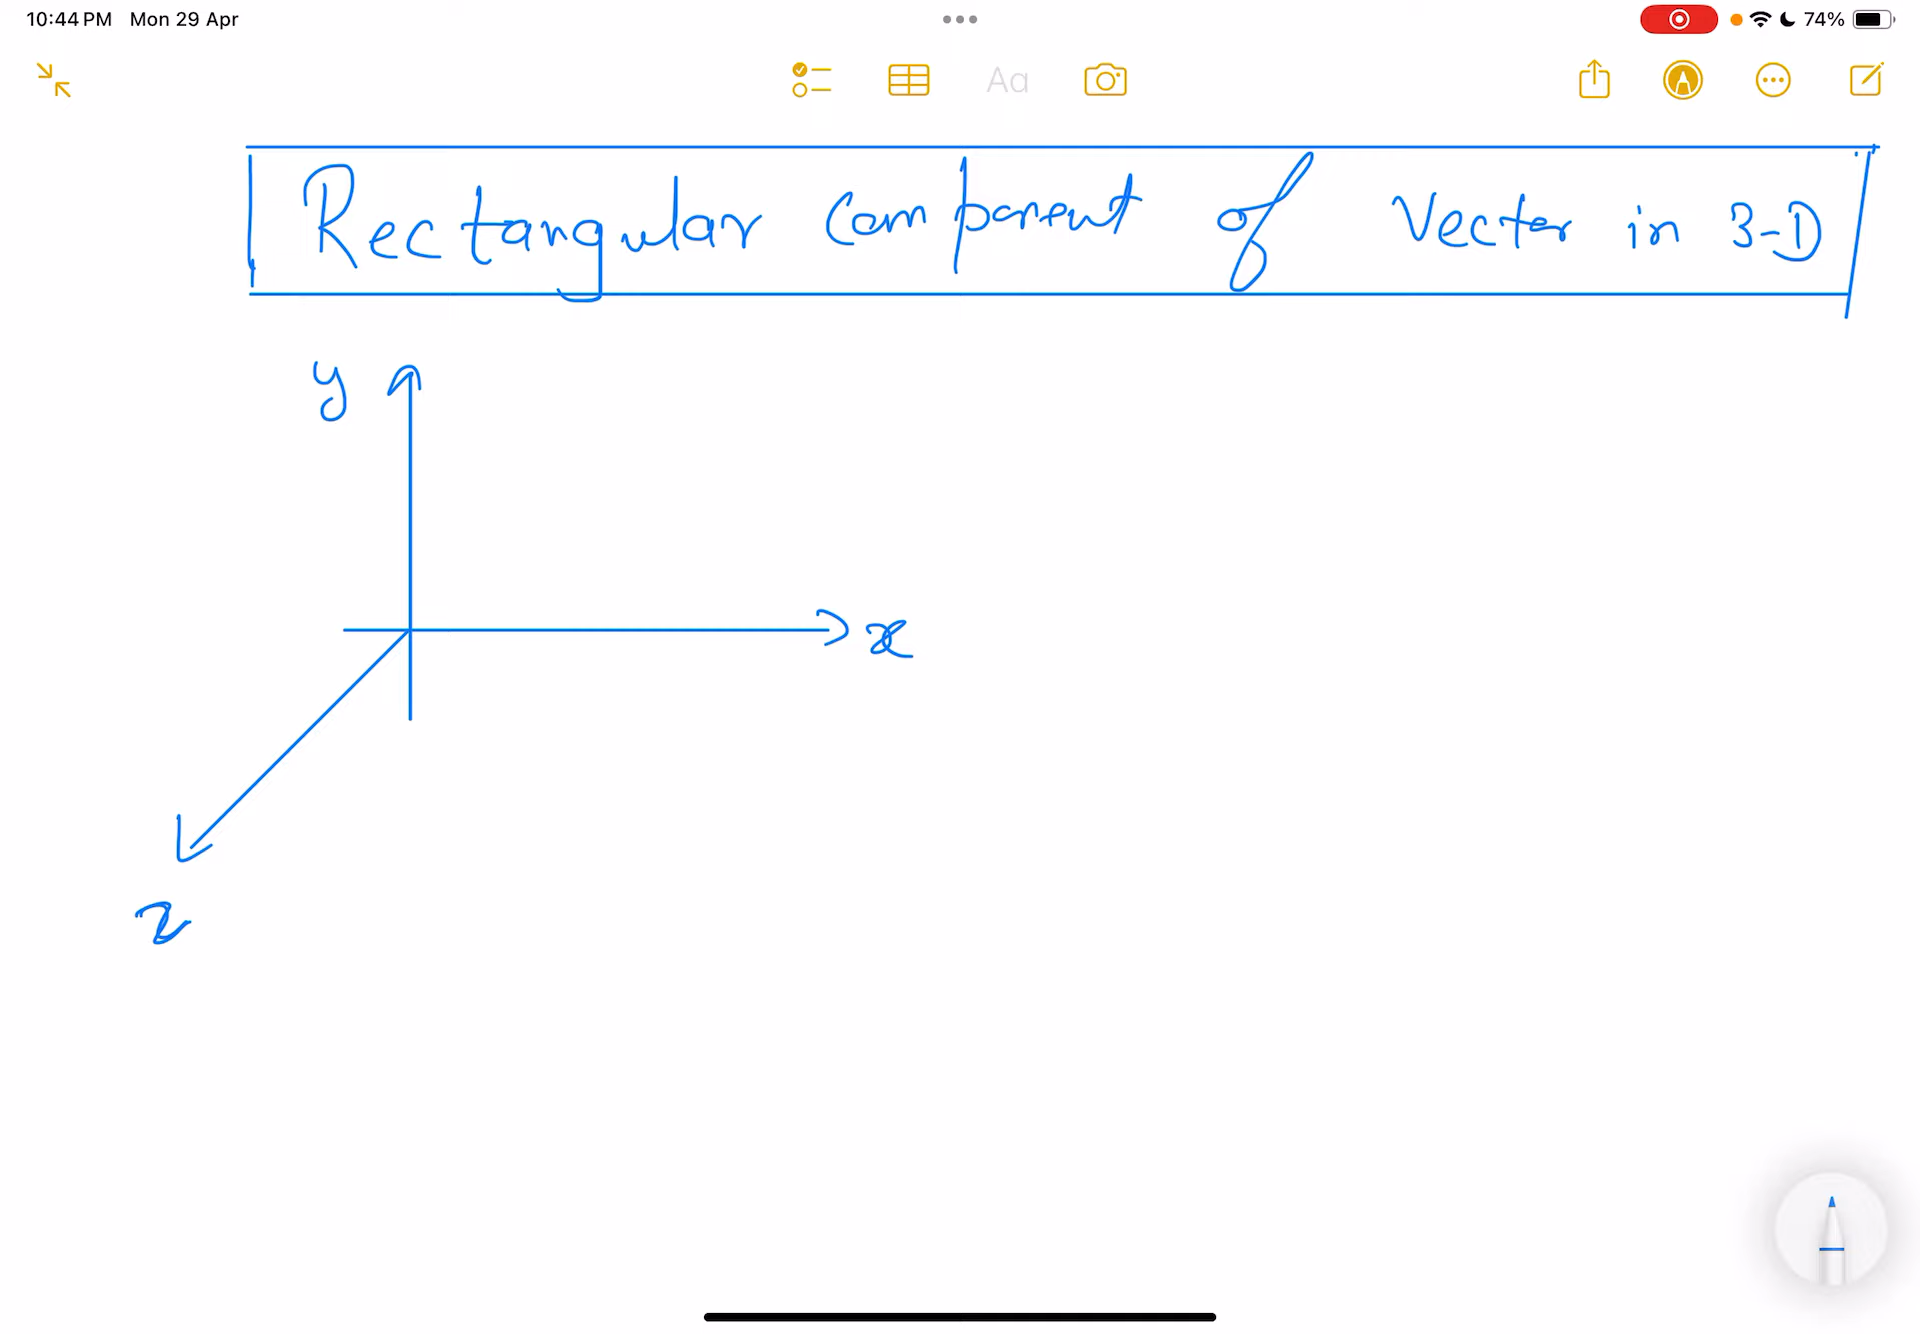 10:44 PM Mon 29 Apr
74%
Aa
Rectangular component of Vector in 3-D
y
x
z